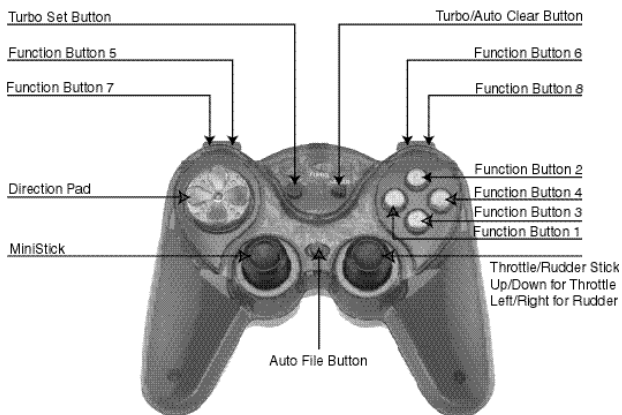 Turbo Set Button
Turbo/Auto Clear Button
Function Button 5
Function Button 6
Function Button 7
Function Button 8
Function Button 2
Direction Pad
Function Button 4
Function Button 3
Function Button 1
MiniStick
Throttle/Rudder Stick
Up/Down for Throttle
Left/Right for Rudder
Auto File Button